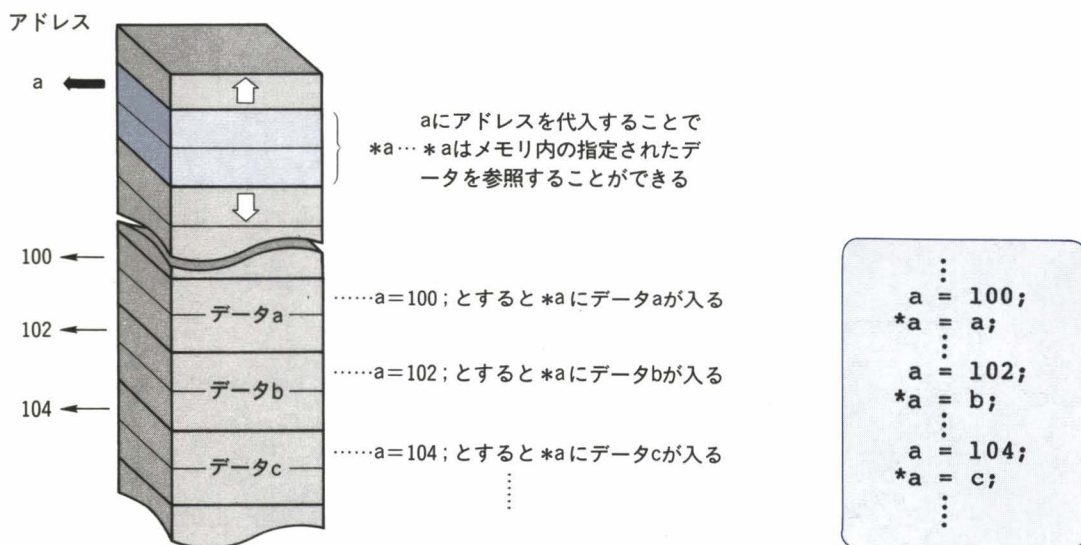 アドレス
a
aにアドレスを代入することで
*a…*aはメモリ内の指定されたデ
ータを参照することができる
100
データa
……a=100;とすると*aにデータaが入る
102
データb
……a=102;とすると*aにデータbが入る
104
データc
……a=104;とすると*aにデータcが入る
⋮
⋮
a = 100;
*a = a;
⋮
a = 102;
*a = b;
⋮
a = 104;
*a = c;
⋮